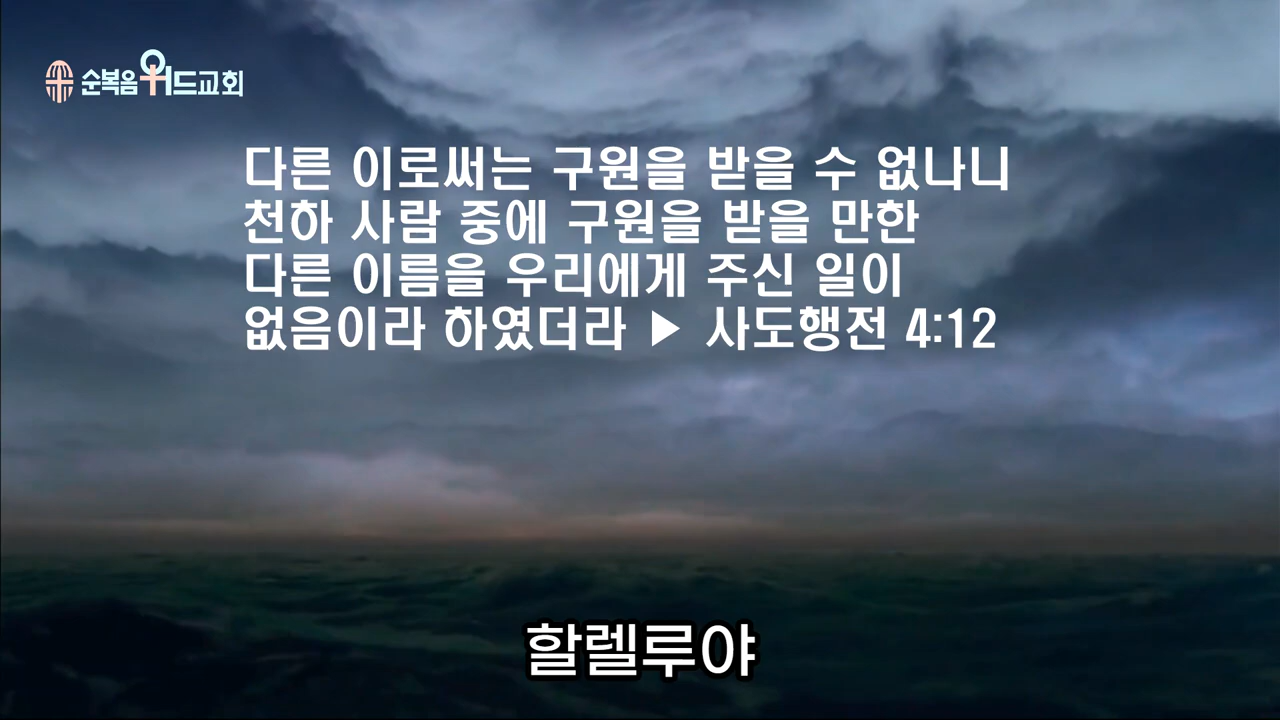 순복음워드교회
다른 이로써는 구원을 받을 수 없나니
천하 사람 중에 구원을 받을 만한
다른 이름을 우리에게 주신 일이
없음이라 하였더라 ▶ 사도행전 4:12
할렐루야